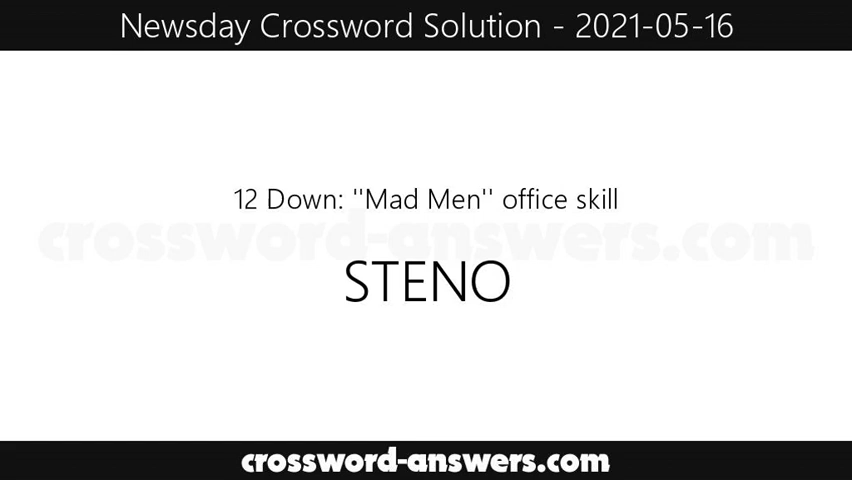 Newsday Crossword Solution - 2021-05-16
12 Down: ''Mad Men'' office skill
crossword-answers.com
STENO
crossword-answers.com